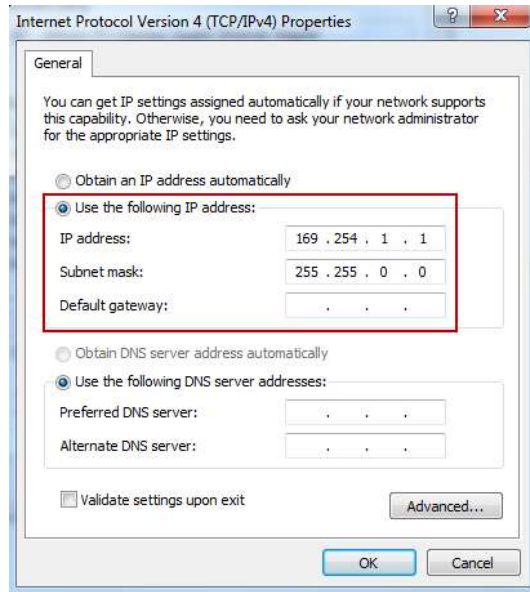 Internet Protocol Version 4 (TCP/IPv4) Properties
General
You can get IP settings assigned automatically if your network supports
this capability. Otherwise, you need to ask your network administrator
for the appropriate IP settings.
Obtain an IP address automatically
Use the following IP address:
IP address: 169 . 254 . 1 . 1
Subnet mask: 255 . 255 . 0 . 0
Default gateway: . . .
Obtain DNS server address automatically
Use the following DNS server addresses:
Preferred DNS server: . . .
Alternate DNS server: . . .
Validate settings upon exit
Advanced...
OK Cancel